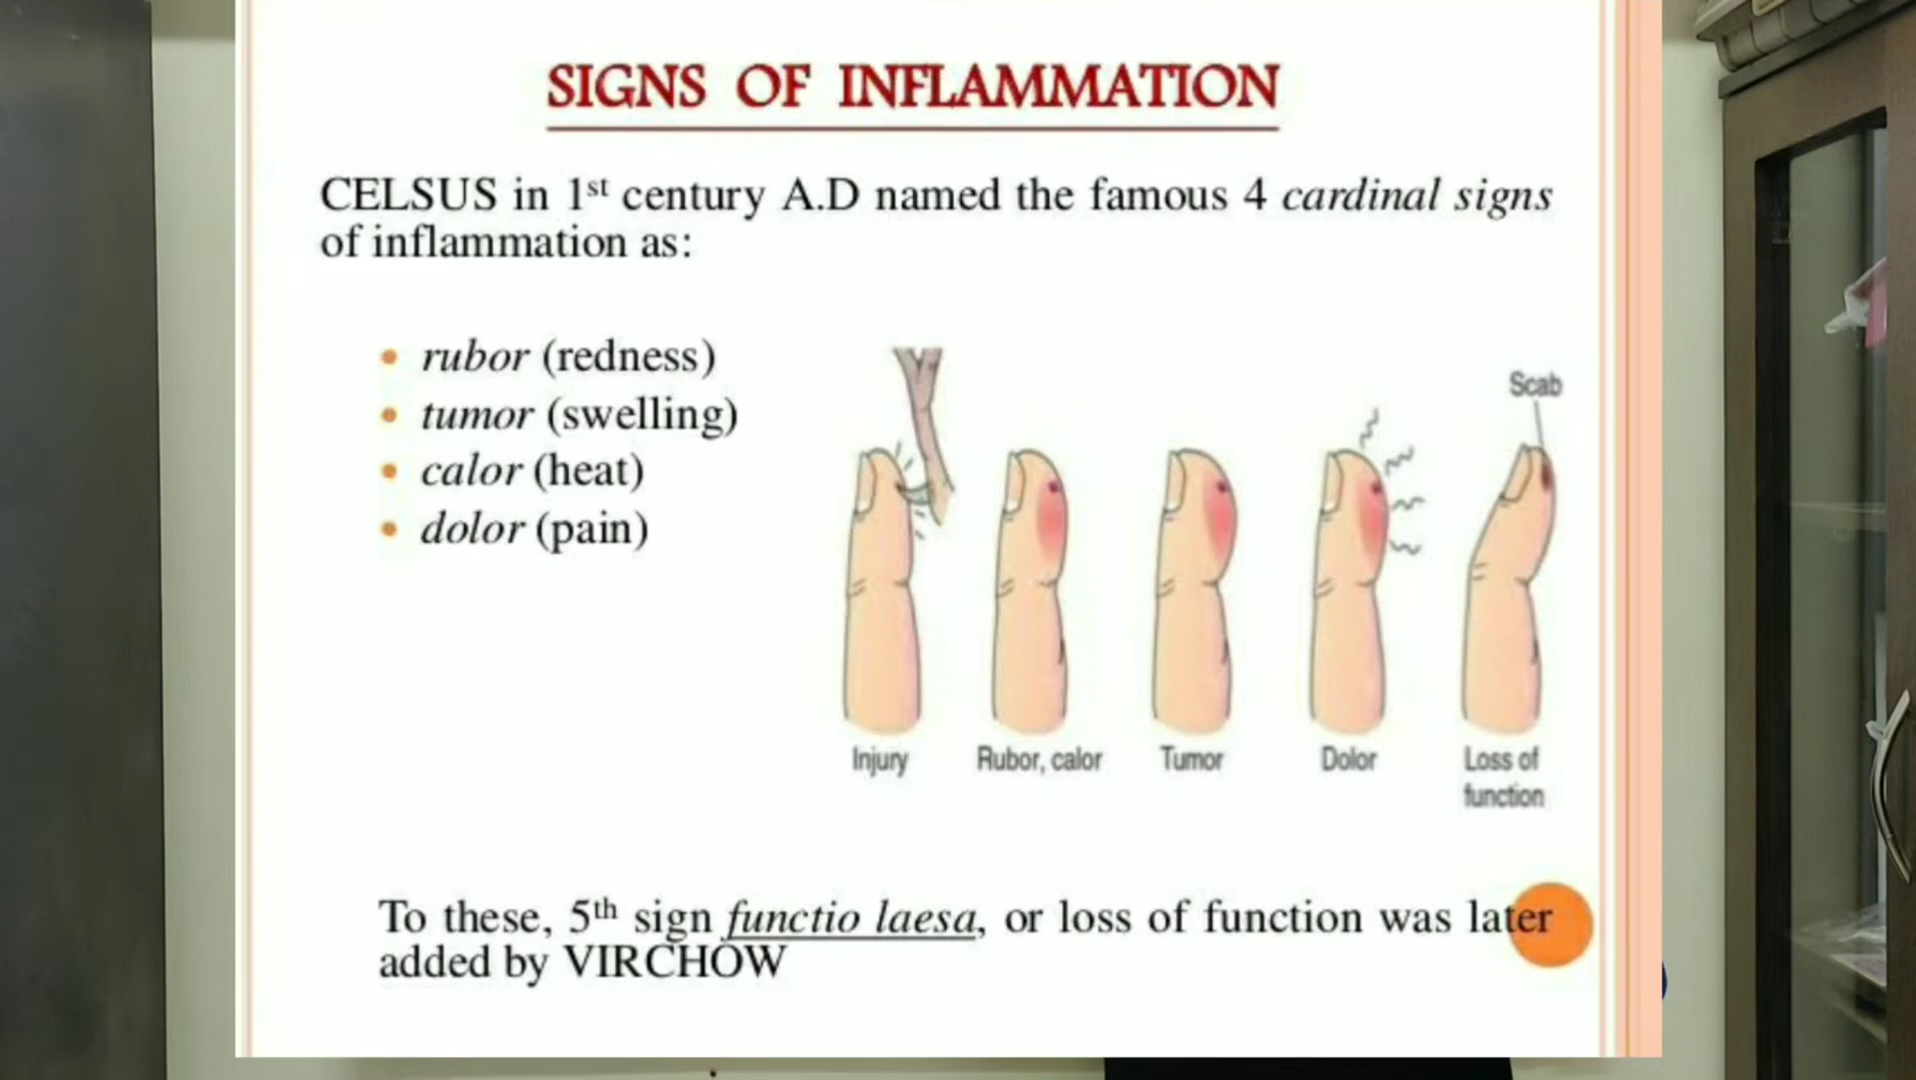 SIGNS OF INFLAMMATION
CELSUS in 1st century A.D named the famous 4 cardinal signs
of inflammation as:
• rubor (redness)
• tumor (swelling)
• calor (heat)
• dolor (pain)
Scab
Injury
Rubor, calor
Tumor
Dolor
Loss of
function
To these, 5th sign functio laesa, or loss of function was later
added by VIRCHOW